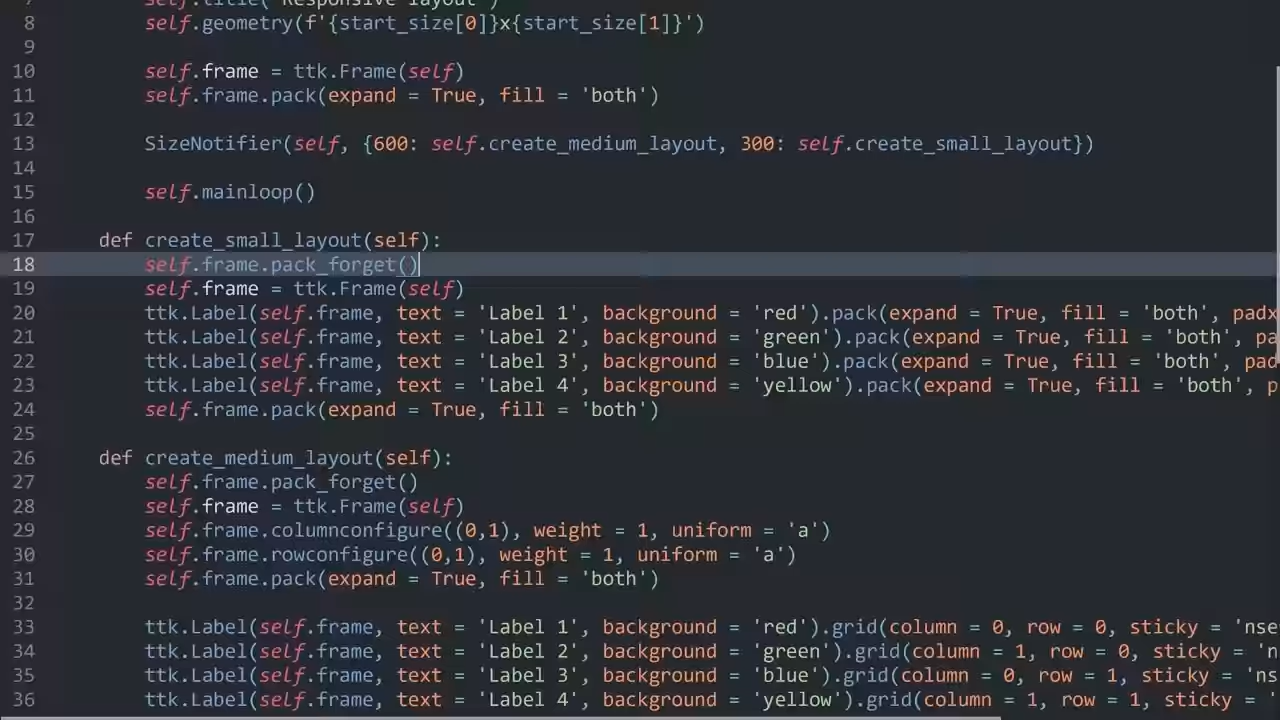 7 self.title('Responsive layout')
8 self.geometry(f'{start_size[0]}x{start_size[1]}')
9
10 self.frame = ttk.Frame(self)
11 self.frame.pack(expand = True, fill = 'both')
12
13 SizeNotifier(self, {600: self.create_medium_layout, 300: self.create_small_layout})
14
15 self.mainloop()
16
17 def create_small_layout(self):
18 self.frame.pack_forget()
19 self.frame = ttk.Frame(self)
20 ttk.Label(self.frame, text = 'Label 1', background = 'red').pack(expand = True, fill = 'both', padx
21 ttk.Label(self.frame, text = 'Label 2', background = 'green').pack(expand = True, fill = 'both', pa
22 ttk.Label(self.frame, text = 'Label 3', background = 'blue').pack(expand = True, fill = 'both', pad
23 ttk.Label(self.frame, text = 'Label 4', background = 'yellow').pack(expand = True, fill = 'both', p
24 self.frame.pack(expand = True, fill = 'both')
25
26 def create_medium_layout(self):
27 self.frame.pack_forget()
28 self.frame = ttk.Frame(self)
29 self.frame.columnconfigure((0,1), weight = 1, uniform = 'a')
30 self.frame.rowconfigure((0,1), weight = 1, uniform = 'a')
31 self.frame.pack(expand = True, fill = 'both')
32
33 ttk.Label(self.frame, text = 'Label 1', background = 'red').grid(column = 0, row = 0, sticky = 'nse
34 ttk.Label(self.frame, text = 'Label 2', background = 'green').grid(column = 1, row = 0, sticky = 'n
35 ttk.Label(self.frame, text = 'Label 3', background = 'blue').grid(column = 0, row = 1, sticky = 'ns
36 ttk.Label(self.frame, text = 'Label 4', background = 'yellow').grid(column = 1, row = 1, sticky = '